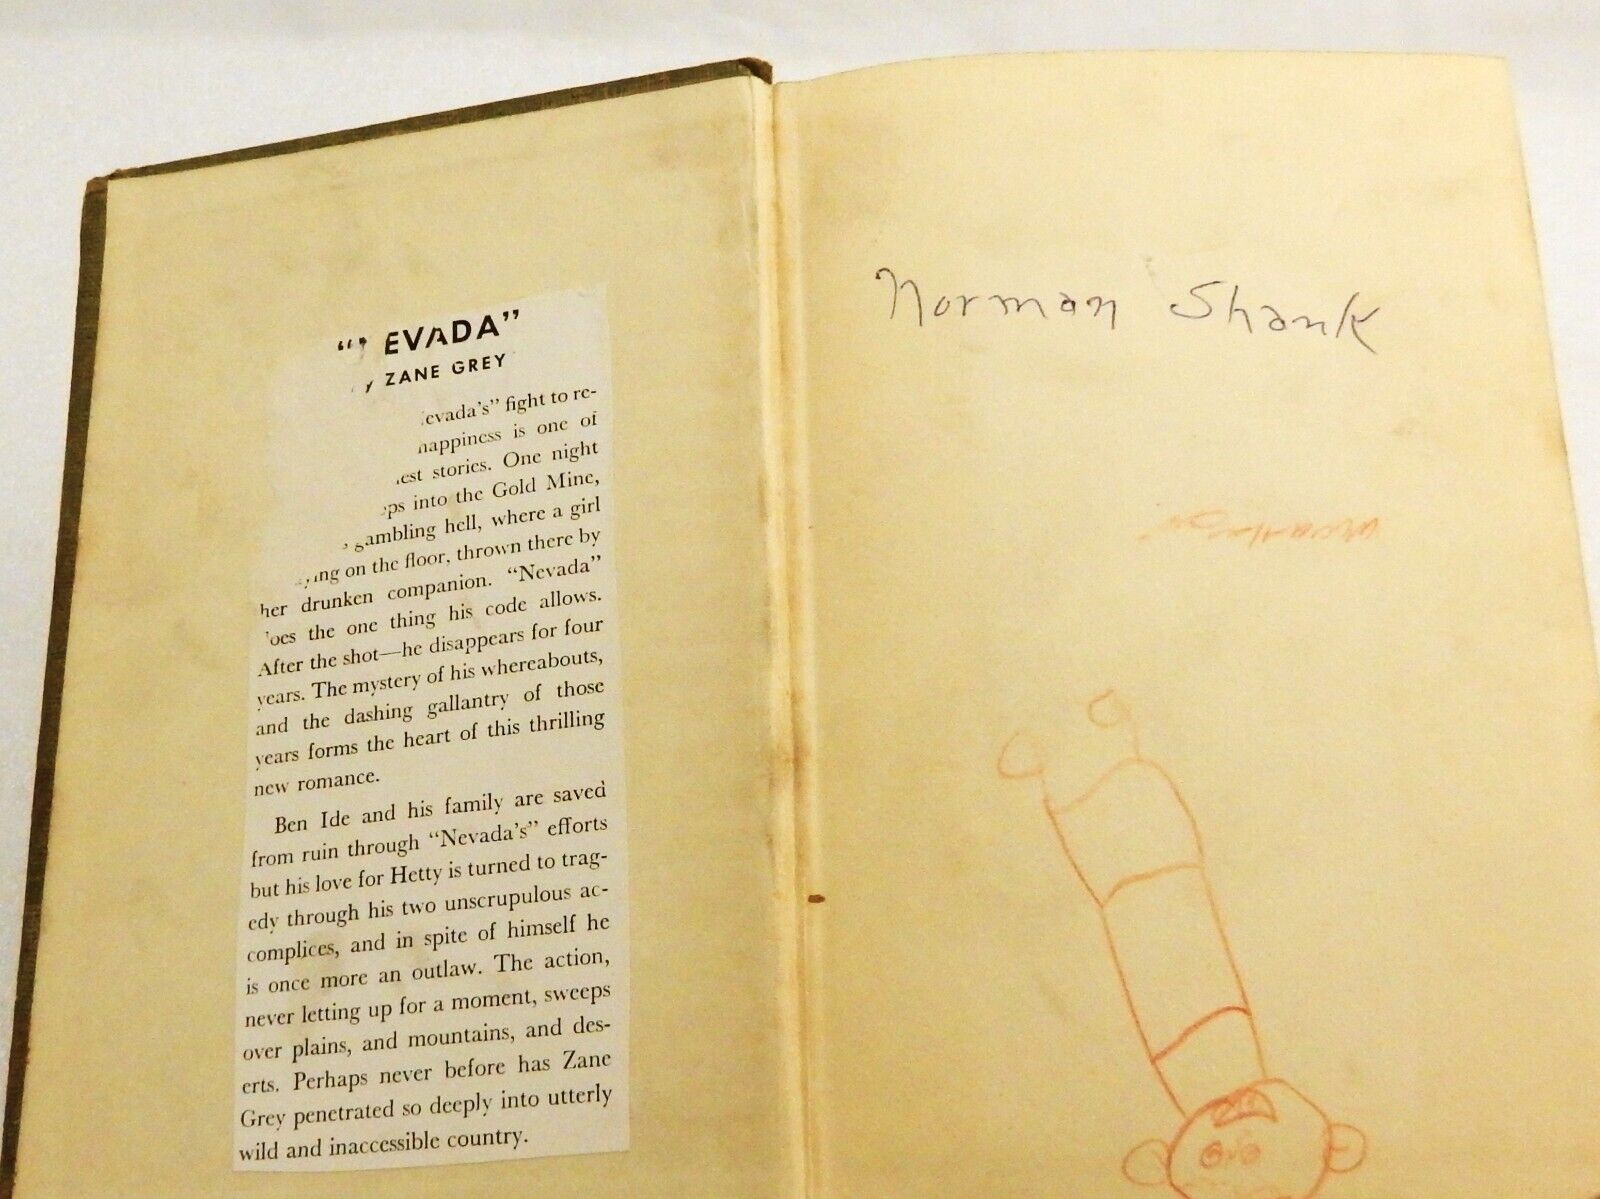 EVADA"
ZANE GREY
evada's" fight to re-
happiness is one of
est stories. One night
ps into the Gold Mine,
gambling hell, where a girl
ying on the floor, thrown there by
her drunken companion. "Nevada"
oes the one thing his code allows.
After the shot—he disappears for four
years. The mystery of his whereabouts,
and the dashing gallantry of those
years forms the heart of this thrilling
new romance.
Ben Ide and his family are saved
from ruin through "Nevada's" efforts
but his love for Hetty is turned to trag-
edy through his two unscrupulous ac-
complices, and in spite of himself he
is once more an outlaw. The action,
never letting up for a moment, sweeps
over plains, and mountains, and des-
erts. Perhaps never before has Zane
Grey penetrated so deeply into utterly
wild and inaccessible country.
Norman Shank